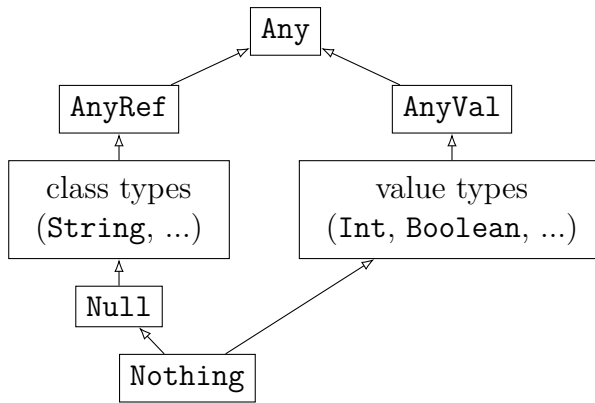 Any
AnyRef
AnyVal
class types
(String, ...)
value types
(Int, Boolean, ...)
Null
Nothing